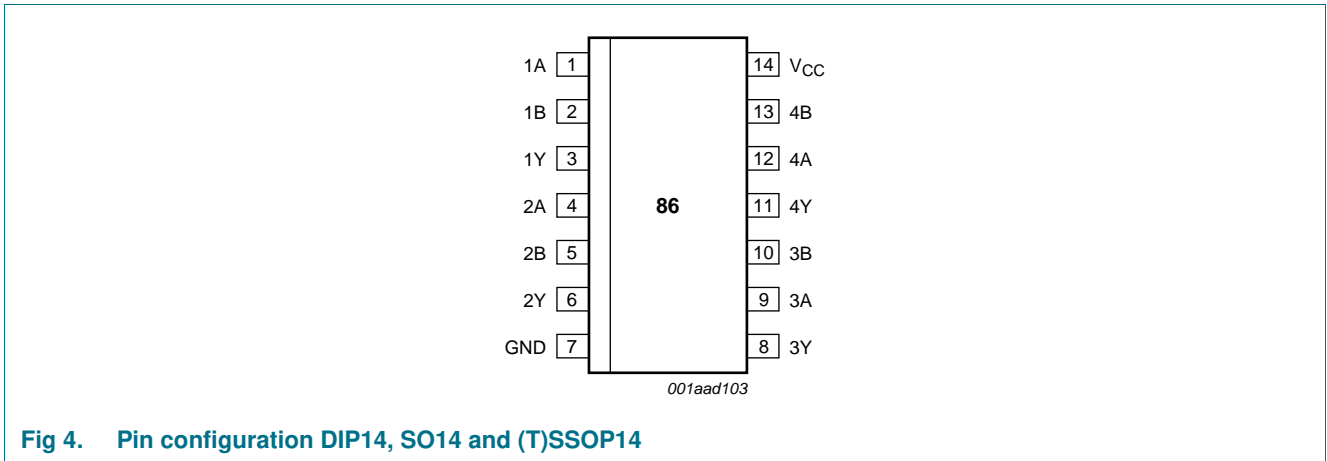 1A 1 14 VCC
1B 2 13 4B
1Y 3 12 4A
2A 4 86 11 4Y
2B 5 10 3B
2Y 6 9 3A
GND 7 8 3Y
001aad103
Fig 4. Pin configuration DIP14, SO14 and (T)SSOP14